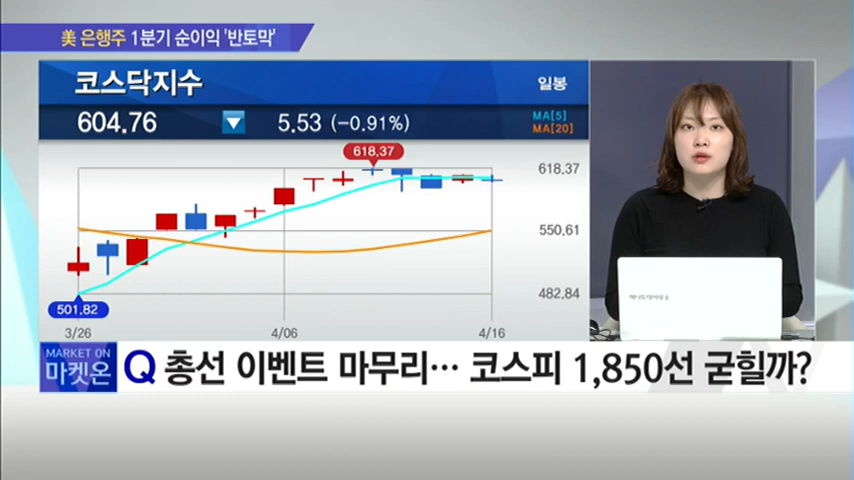 美 은행주 1분기 순이익 '반토막'
코스닥지수
일봉
604.76 ▼ 5.53 (-0.91%)
MA[5]
MA[20]
618.37
618.37
550.61
482.84
501.82
3/26 4/06 4/16
MARKET ON
마켓온
Q 총선 이벤트 마무리… 코스피 1,850선 굳힐까?